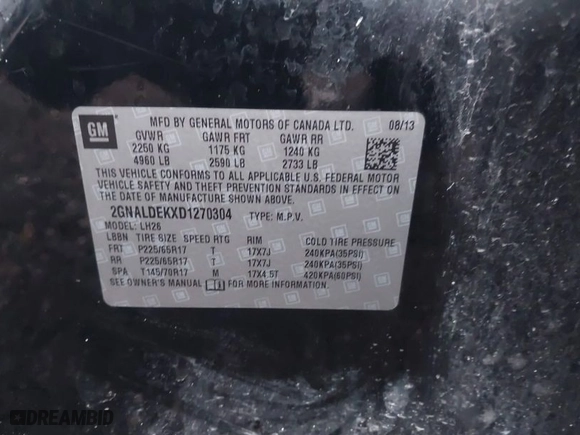 GM
MFD BY GENERAL MOTORS OF CANADA LTD. 08/13
GVWR GAWR FRT GAWR RR
2250 KG 1175 KG 1240 KG
4960 LB 2590 LB 2733 LB
THIS VEHICLE CONFORMS TO ALL APPLICABLE U.S. FEDERAL MOTOR
VEHICLE SAFETY AND THEFT PREVENTION STANDARDS IN EFFECT ON
THE DATE OF MANUFACTURE SHOWN ABOVE.
2GNALDEKXD1270304 TYPE: M.P.V.
MODEL: LH26
LBBN TIRE SIZE SPEED RTG RIM COLD TIRE PRESSURE
FRT P225/65R17 T 17X7J 240KPA(35PSI)
RR P225/65R17 T 17X7J 240KPA(35PSI)
SPA T145/70R17 M 17X4.5T 420KPA(60PSI)
SEE OWNER'S MANUAL FOR MORE INFORMATION.
DREAMBID